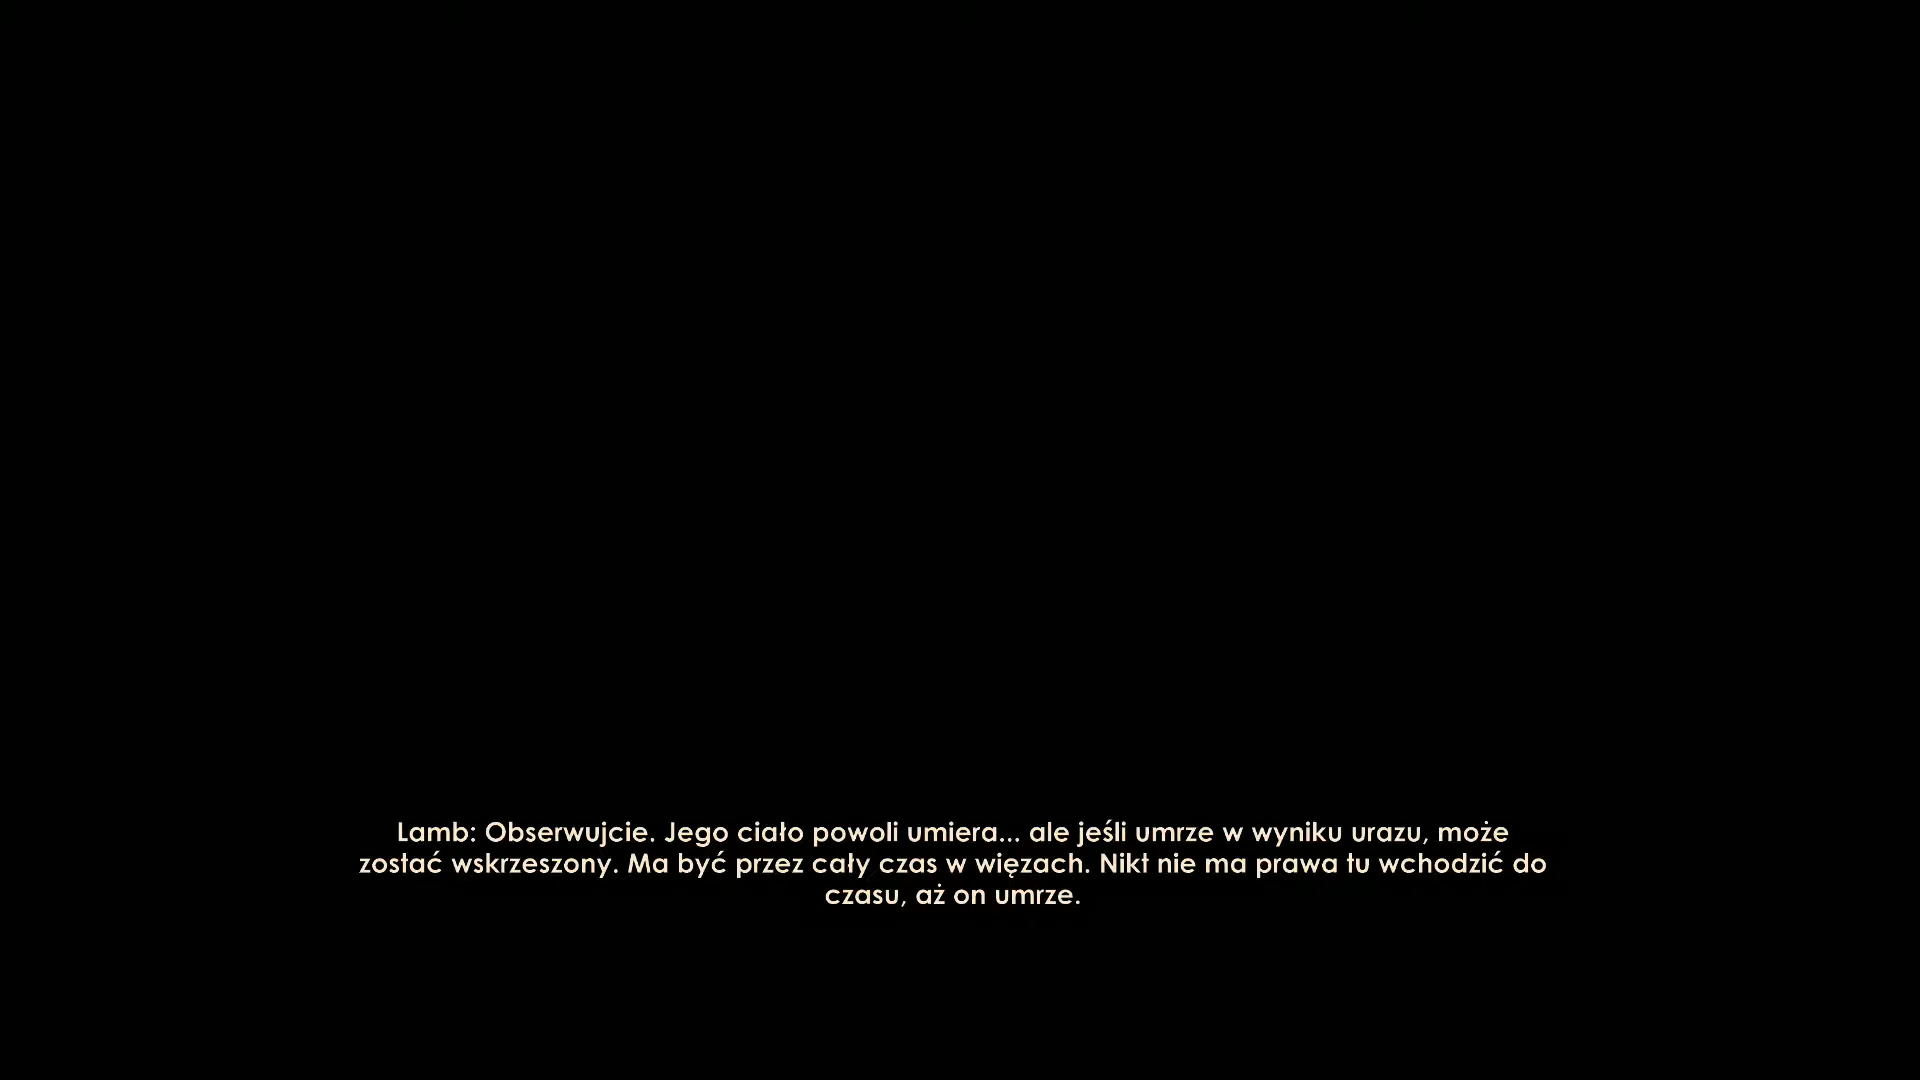 Lamb: Obserwujcie. Jego ciało powoli umiera... ale jeśli umrze w wyniku urazu, może
zostać wskrzeszony. Ma być przez cały czas w więzach. Nikt nie ma prawa tu wchodzić do
czasu, aż on umrze.